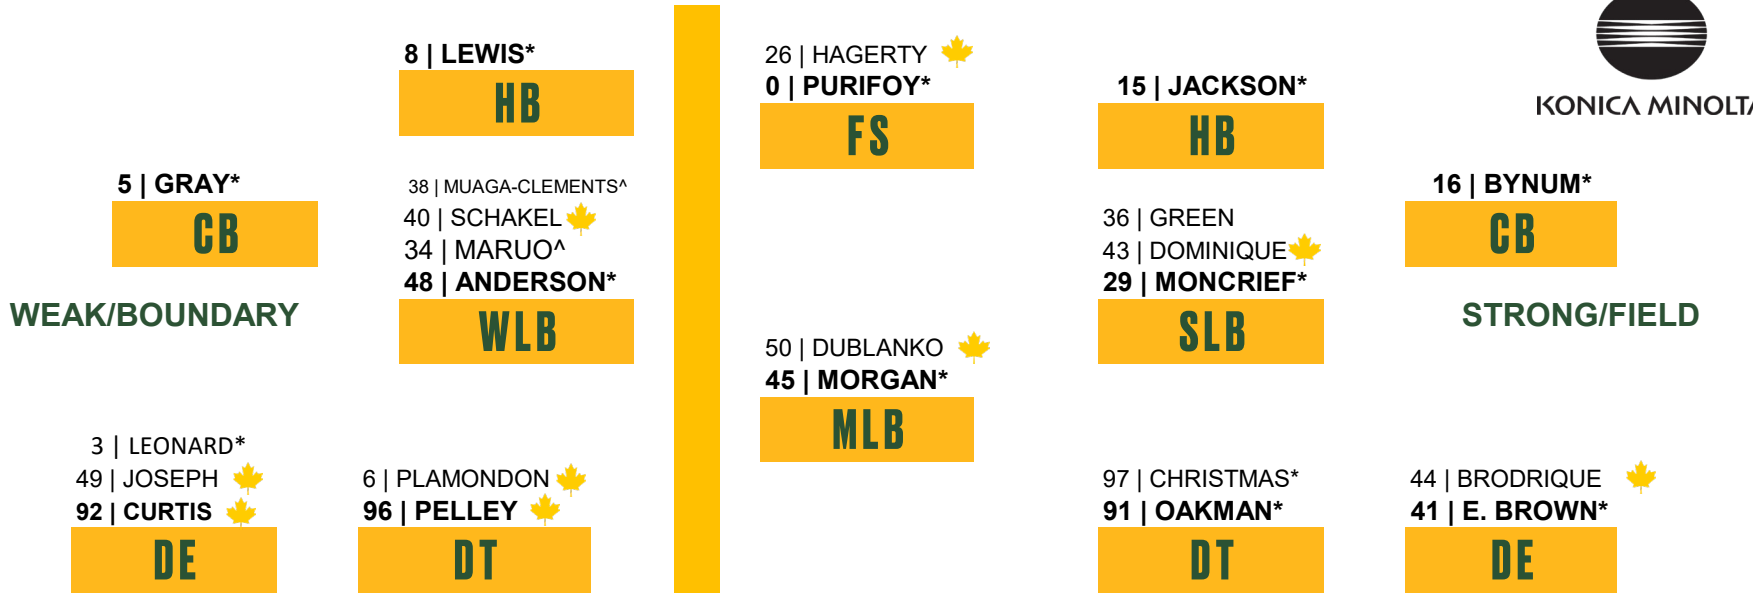 8 | LEWIS*
HB
26 | HAGERTY
0 | PURIFOY*
FS
15 | JACKSON*
HB
KONICA MINOLTA
5 | GRAY*
CB
38 | MUAGA-CLEMENTS^
40 | SCHAKEL
34 | MARUO^
48 | ANDERSON*
WLB
36 | GREEN
43 | DOMINIQUE
29 | MONCRIEF*
SLB
16 | BYNUM*
CB
WEAK/BOUNDARY
STRONG/FIELD
50 | DUBLANKO
45 | MORGAN*
MLB
3 | LEONARD*
49 | JOSEPH
92 | CURTIS
DE
6 | PLAMONDON
96 | PELLEY
DT
97 | CHRISTMAS*
91 | OAKMAN*
DT
44 | BRODRIQUE
41 | E. BROWN*
DE